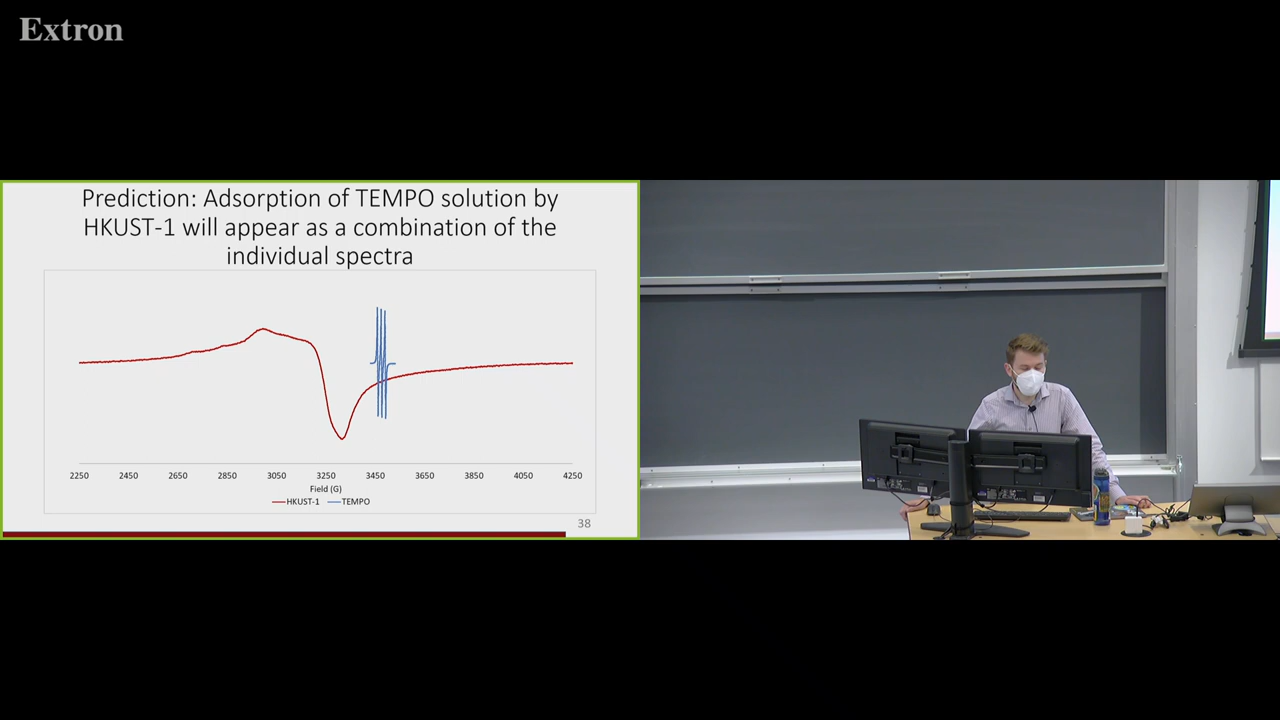 Extron
Prediction: Adsorption of TEMPO solution by
HKUST-1 will appear as a combination of the
individual spectra
2250 2450 2650 2850 3050 3250 3450 3650 3850 4050 4250
Field (G)
HKUST-1 TEMPO
38